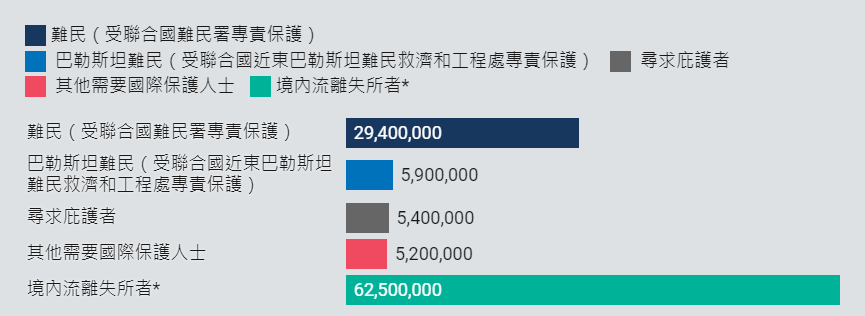 難民（受聯合國難民署專責保護）
巴勒斯坦難民（受聯合國近東巴勒斯坦難民救濟和工程處專責保護） 尋求庇護者
其他需要國際保護人士 境內流離失所者*
難民（受聯合國難民署專責保護） 29,400,000
巴勒斯坦難民（受聯合國近東巴勒斯坦
難民救濟和工程處專責保護） 5,900,000
尋求庇護者 5,400,000
其他需要國際保護人士 5,200,000
境內流離失所者* 62,500,000